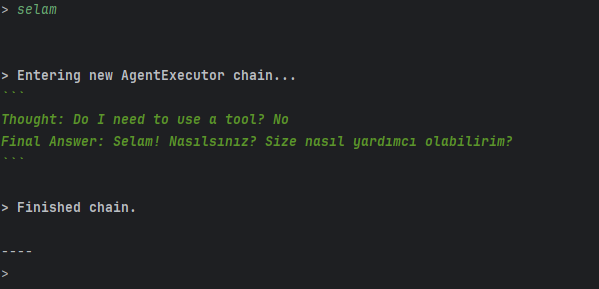 > selam
> Entering new AgentExecutor chain...
```
Thought: Do I need to use a tool? No
Final Answer: Selam! Nasılsınız? Size nasıl yardımcı olabilirim?
```
> Finished chain.
----
>